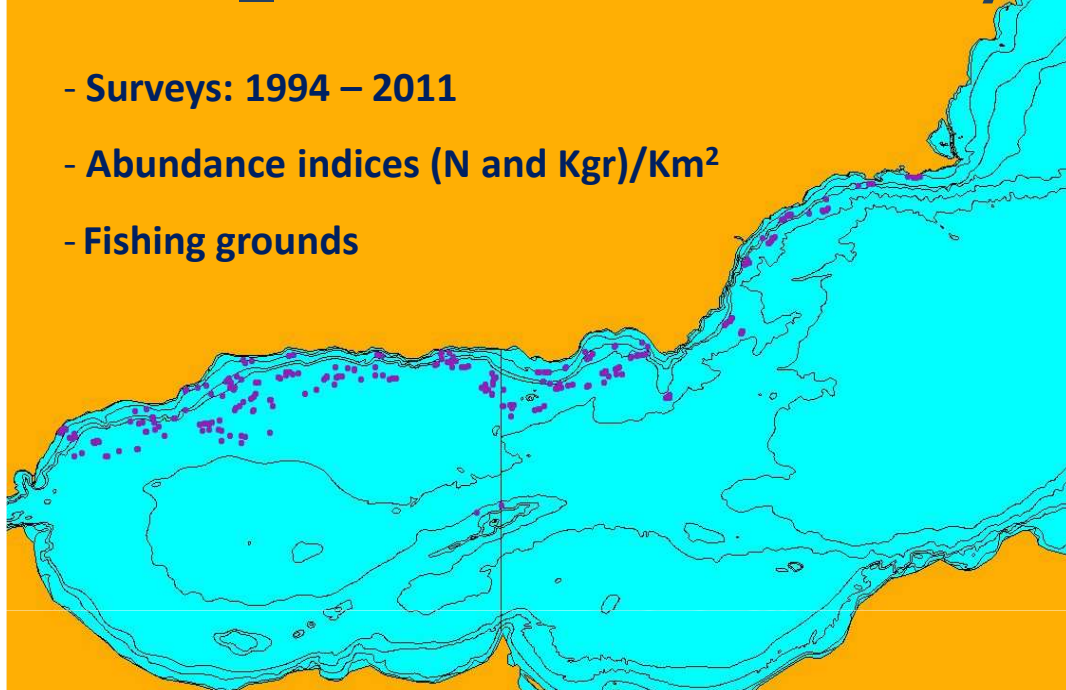 - Surveys: 1994 – 2011
- Abundance indices (N and Kgr)/Km²
- Fishing grounds